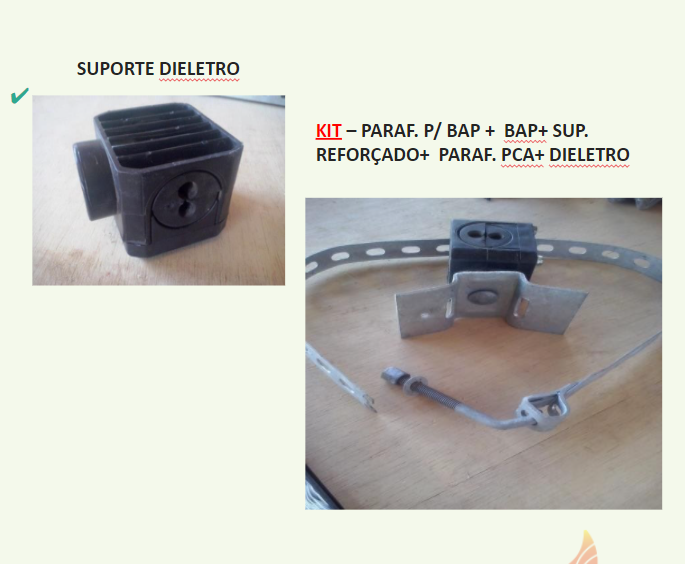 SUPORTE DIELETRO
KIT – PARAF. P/ BAP + BAP+ SUP.
REFORÇADO+ PARAF. PCA+ DIELETRO